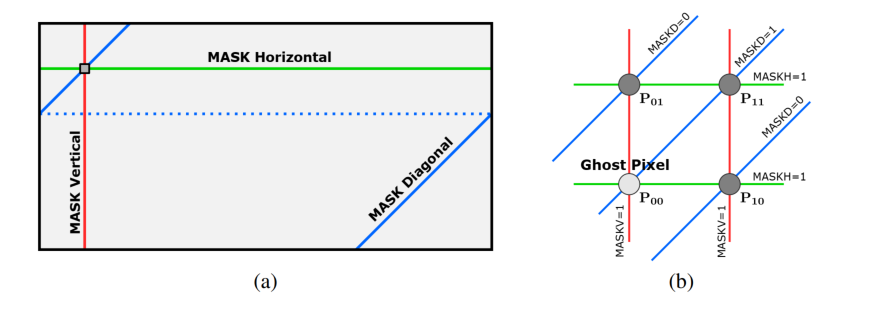 MASK Horizontal
MASK Vertical
MASK Diagonal
(a)
MASKD=0
MASKD=1
MASKH=1
P01
P11
MASKD=0
Ghost Pixel
MASKH=1
P00
P10
MASKV=1
MASKV=1
(b)